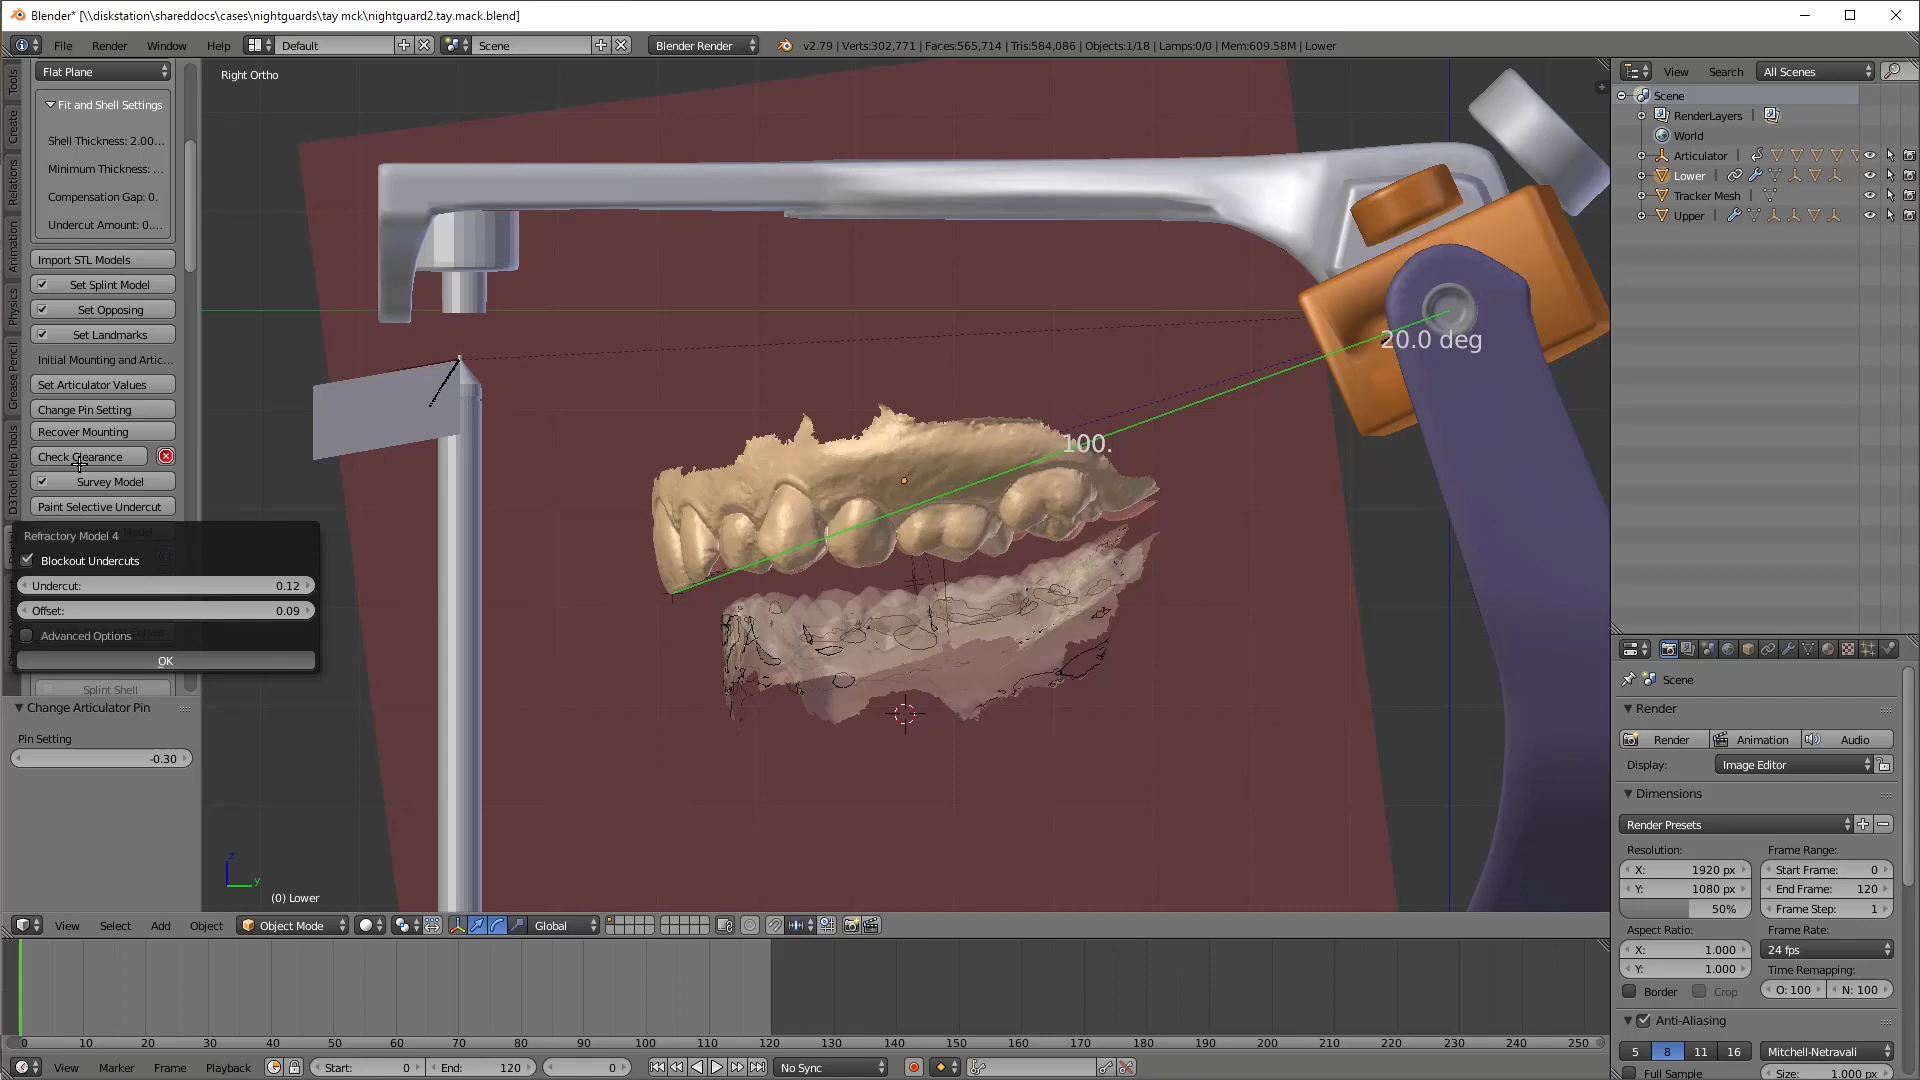 Blender* [\\diskstation\shareddocs\cases\nightguards\tay mck\nightguard2.tay.mack.blend]
File Render Window Help Default Scene Blender Render v2.79 | Verts:302,771 | Faces:565,714 | Tris:584,086 | Objects:1/18 | Lamps:0/0 | Mem:609.58M | Lower
Tools
Create
Relations
Animation
Physics
Grease Pencil
D3Tool Help Tools
Flat Plane
Fit and Shell Settings
Shell Thickness: 2.00...
Minimum Thickness: ...
Compensation Gap: 0.
Undercut Amount: 0....
Import STL Models
Set Splint Model
Set Opposing
Set Landmarks
Initial Mounting and Artic...
Set Articulator Values
Change Pin Setting
Recover Mounting
Check Clearance
Survey Model
Paint Selective Undercut
Refractory Model 4
Blockout Undercuts
Undercut: 0.12
Offset: 0.09
Advanced Options
OK
Splint Shell
Change Articulator Pin
Pin Setting
-0.30
Right Ortho
20.0 deg
100.
z
y
(0) Lower
View Select Add Object Object Mode Global
View Search All Scenes
Scene
RenderLayers |
World
Articulator |
Lower |
Tracker Mesh |
Upper |
Scene
Render
Render Animation Audio
Display: Image Editor
Dimensions
Render Presets
Resolution: Frame Range:
X: 1920 px Start Frame: 0
Y: 1080 px End Frame: 120
50% Frame Step: 1
Aspect Ratio: Frame Rate:
X: 1.000 24 fps
Y: 1.000 Time Remapping:
Border Crop O: 100 N: 100
Anti-Aliasing
5 8 11 16 Mitchell-Netravali
Full Sample Size: 1.000 px
0 10 20 30 40 50 60 70 80 90 100 110 120 130 140 150 160 170 180 190 200 210 220 230 240 250
View Marker Frame Playback Start: 0 End: 120 0 No Sync